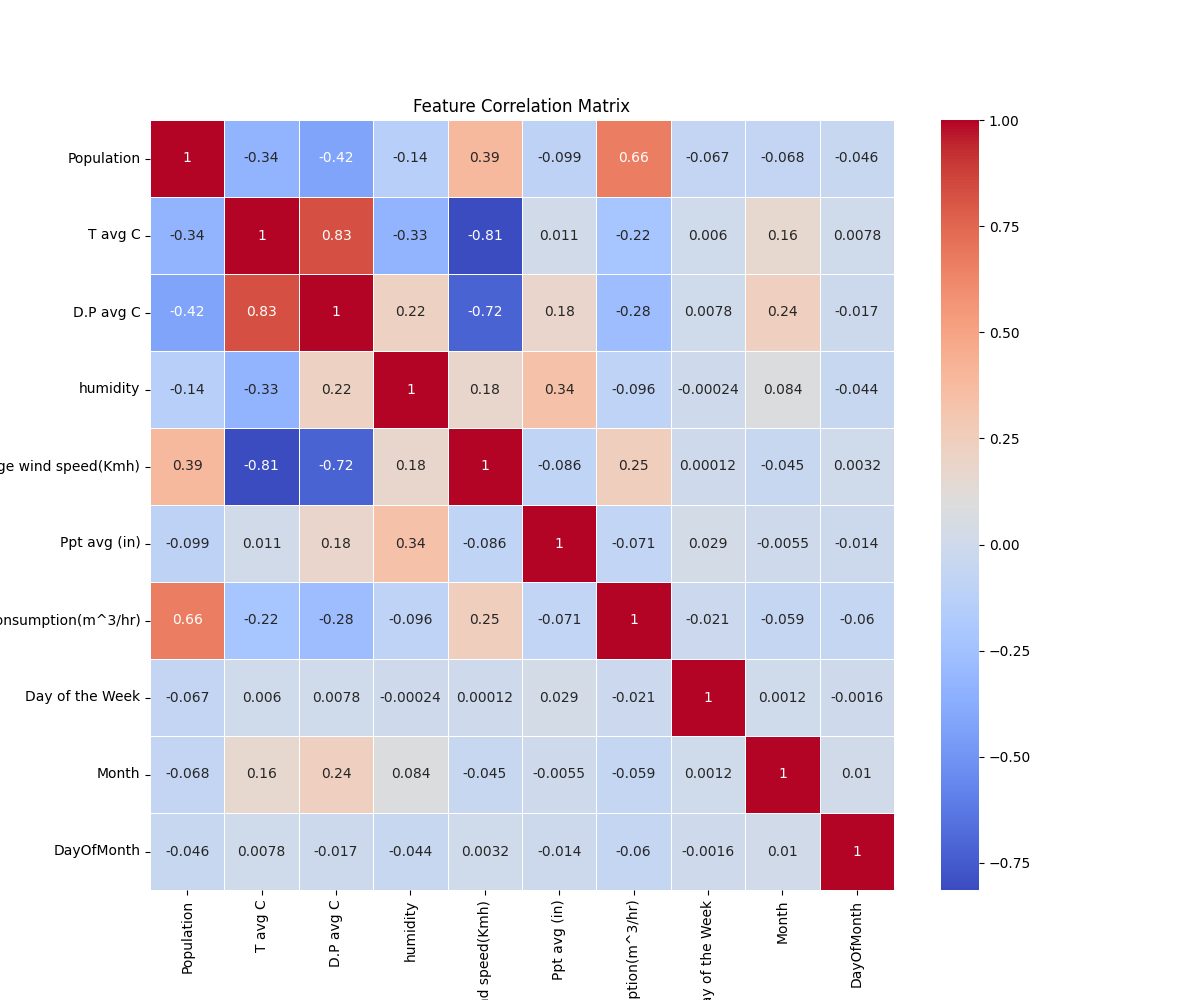 Feature Correlation Matrix
Population 1 -0.34 -0.42 -0.14 0.39 -0.099 0.66 -0.067 -0.068 -0.046
T avg C -0.34 1 0.83 -0.33 -0.81 0.011 -0.22 0.006 0.16 0.0078
D.P avg C -0.42 0.83 1 0.22 -0.72 0.18 -0.28 0.0078 0.24 -0.017
humidity -0.14 -0.33 0.22 1 0.18 0.34 -0.096 -0.00024 0.084 -0.044
ge wind speed(Kmh) 0.39 -0.81 -0.72 0.18 1 -0.086 0.25 0.00012 -0.045 0.0032
Ppt avg (in) -0.099 0.011 0.18 0.34 -0.086 1 -0.071 0.029 -0.0055 -0.014
onsumption(m^3/hr) 0.66 -0.22 -0.28 -0.096 0.25 -0.071 1 -0.021 -0.059 -0.06
Day of the Week -0.067 0.006 0.0078 -0.00024 0.00012 0.029 -0.021 1 0.0012 -0.0016
Month -0.068 0.16 0.24 0.084 -0.045 -0.0055 -0.059 0.0012 1 0.01
DayOfMonth -0.046 0.0078 -0.017 -0.044 0.0032 -0.014 -0.06 -0.0016 0.01 1
Population
T avg C
D.P avg C
humidity
nd speed(Kmh)
Ppt avg (in)
ption(m^3/hr)
ay of the Week
Month
DayOfMonth
1.00
0.75
0.50
0.25
0.00
−0.25
−0.50
−0.75